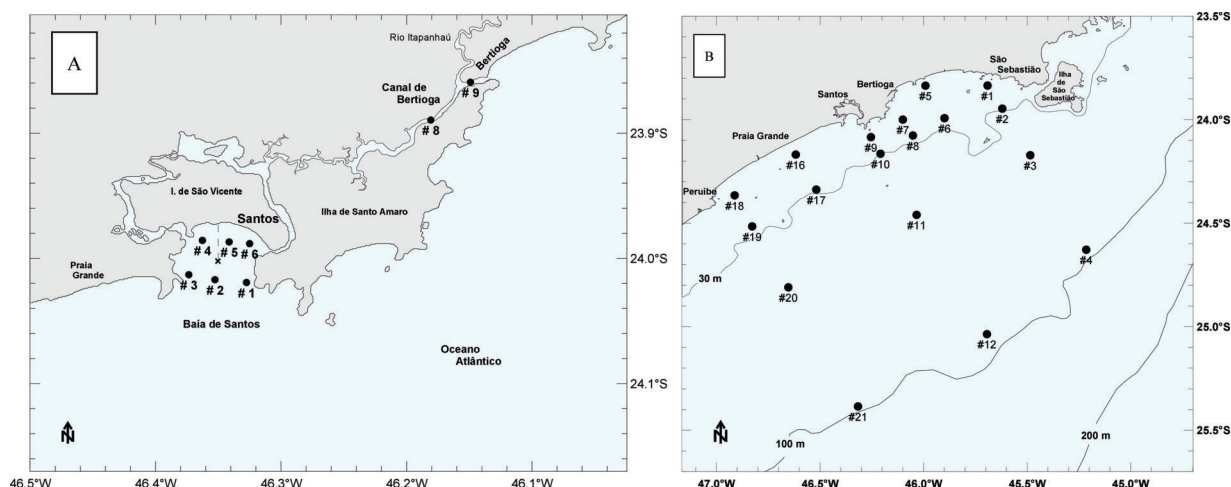 A
Rio Itapanhaú
Bertioga
Canal de
Bertioga
# 9
# 8
I. de São Vicente
Santos
Ilha de Santo Amaro
# 4
# 5
# 6
Praia
Grande
# 3
# 2
# 1
Baía de Santos
Oceano
Atlântico
N
23.9°S
24.0°S
24.1°S
46.5°W
46.4°W
46.3°W
46.2°W
46.1°W
B
São
Sebastião
Ilha
de
São
Sebastião
Bertioga
Santos
#5
#1
#2
#7
#6
#8
#9
#10
#3
Praia Grande
#16
Peruibe
#18
#17
#19
#11
#4
30 m
#20
#12
#21
100 m
200 m
N
23.5°S
24.0°S
24.5°S
25.0°S
25.5°S
47.0°W
46.5°W
46.0°W
45.5°W
45.0°W